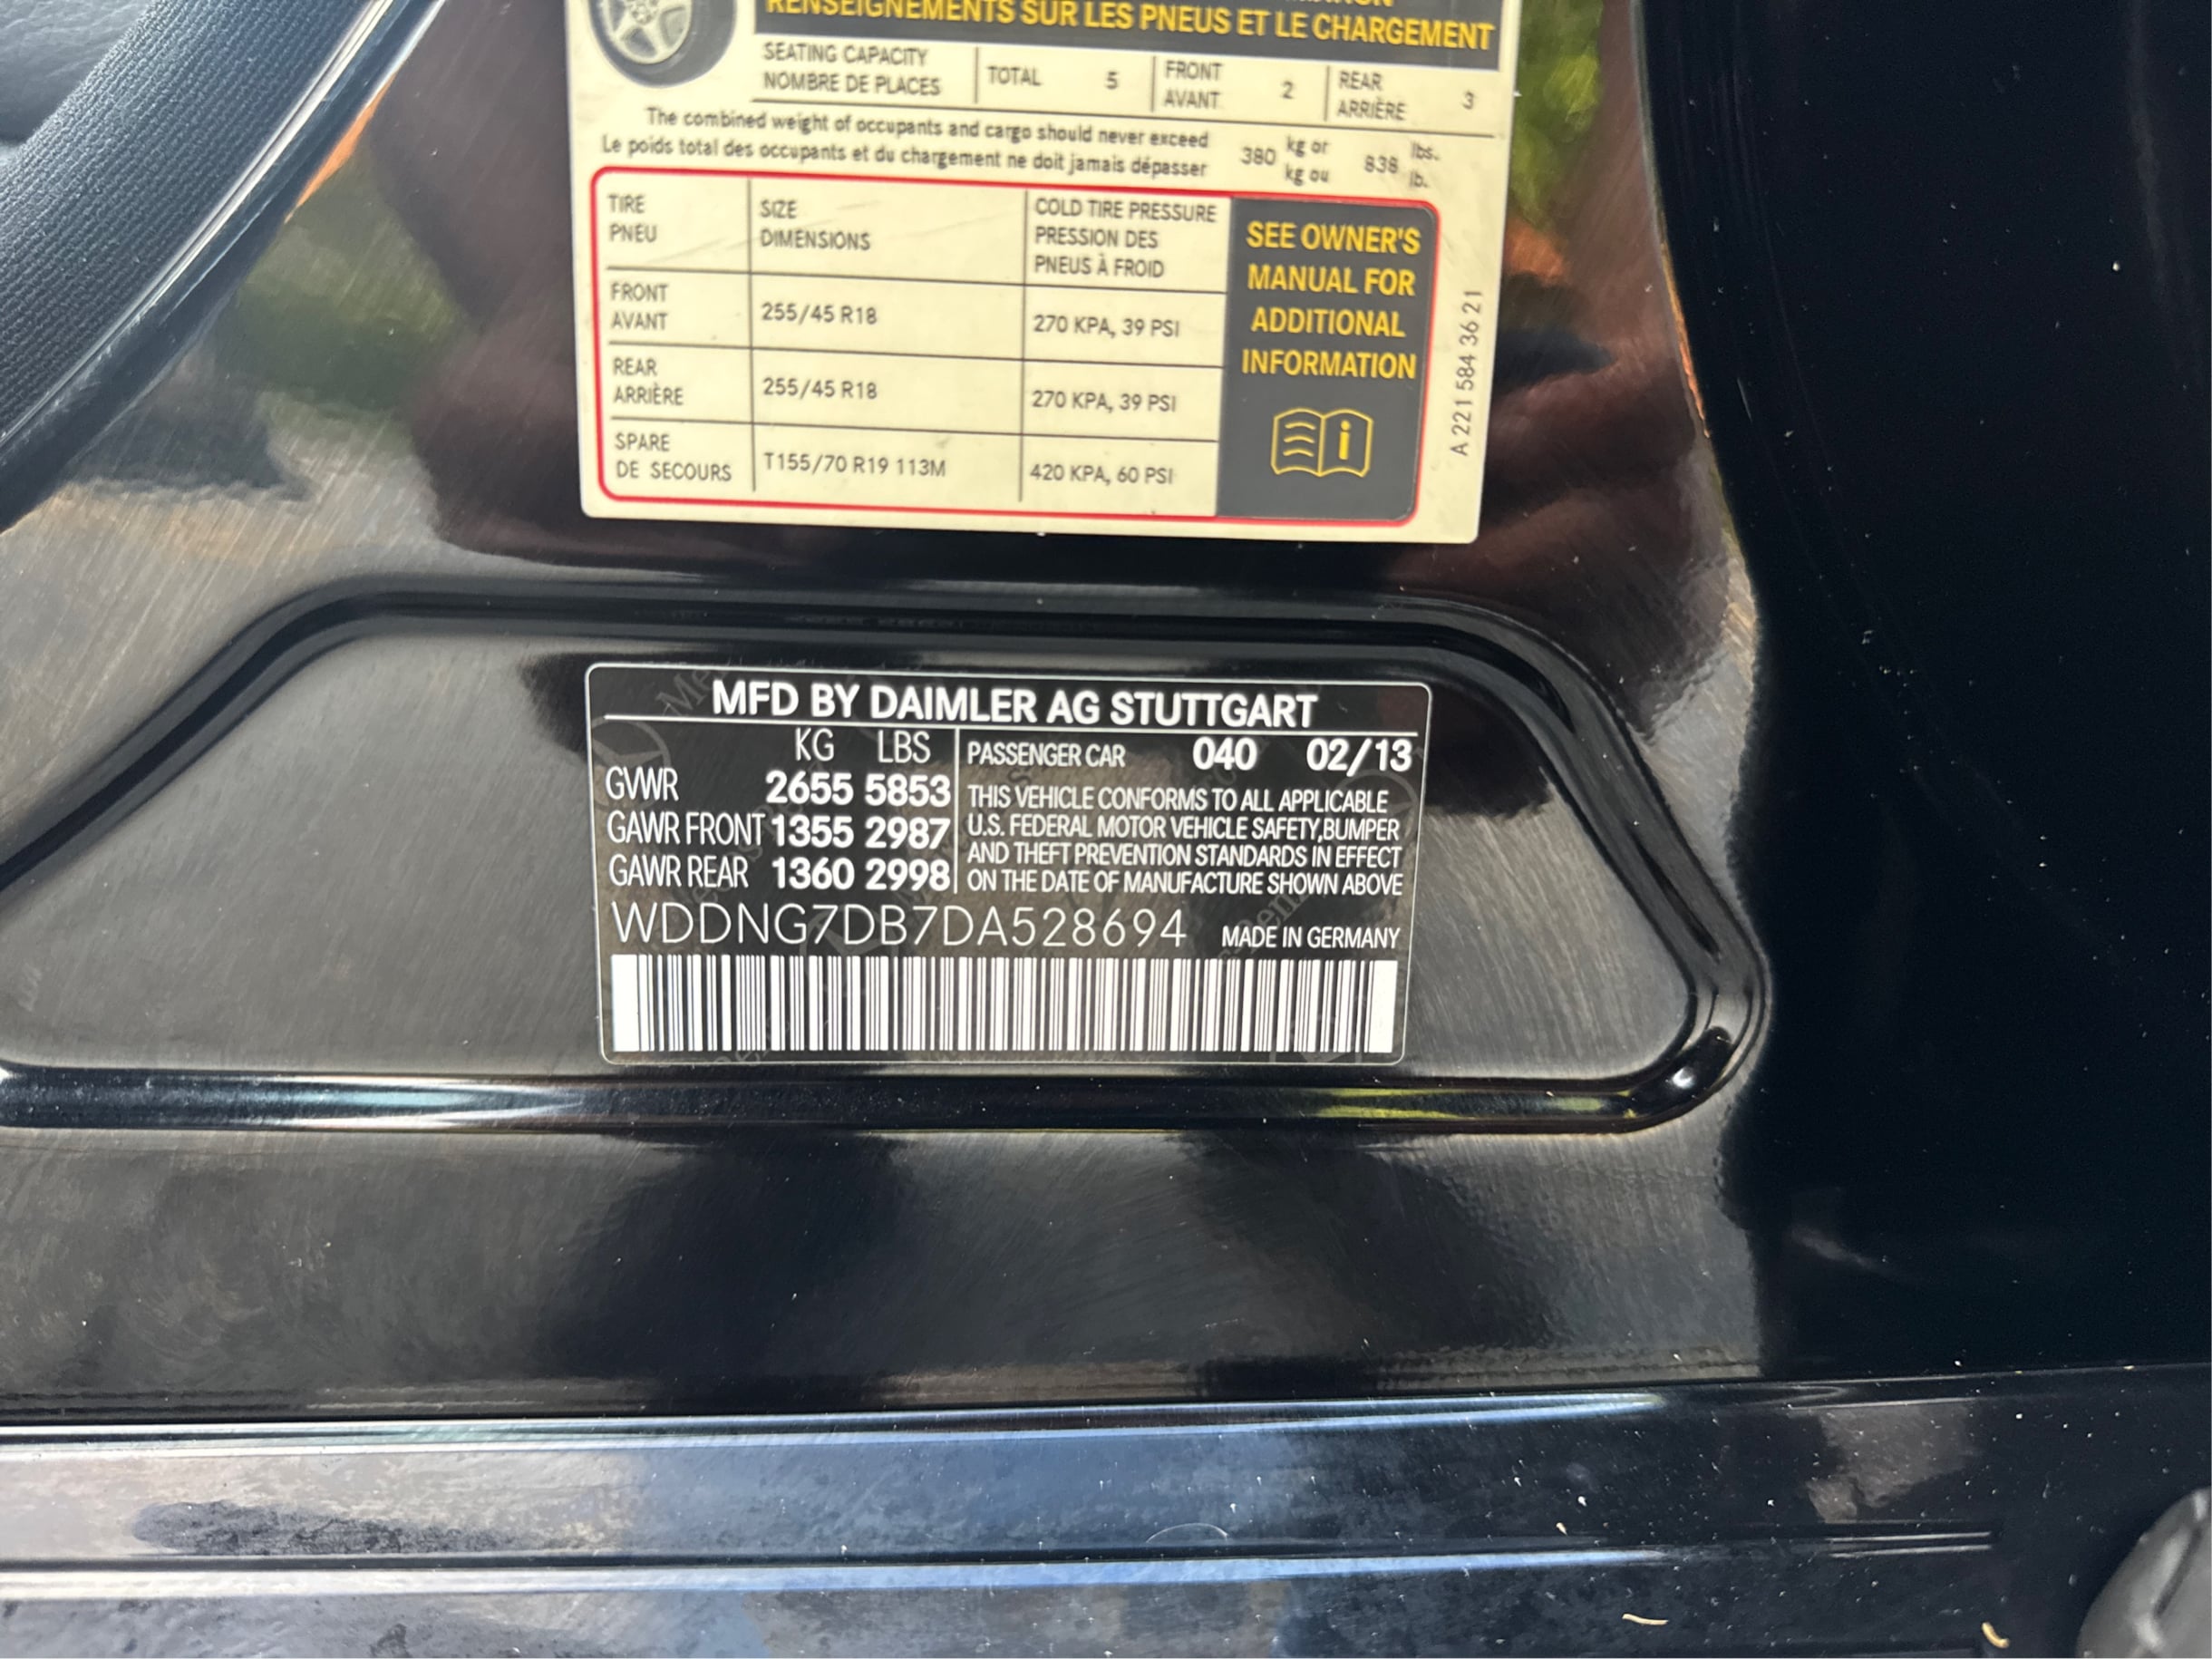 RENSEIGNEMENTS SUR LES PNEUS ET LE CHARGEMENT
SEATING CAPACITY
NOMBRE DE PLACES
TOTAL 5
FRONT
AVANT 2
REAR
ARRIÈRE 3
The combined weight of occupants and cargo should never exceed
Le poids total des occupants et du chargement ne doit jamais dépasser
380 kg or
kg ou
838 lbs.
lb.
TIRE
PNEU
SIZE
DIMENSIONS
COLD TIRE PRESSURE
PRESSION DES
PNEUS À FROID
FRONT
AVANT
255/45 R18
270 KPA, 39 PSI
REAR
ARRIÈRE
255/45 R18
270 KPA, 39 PSI
SPARE
DE SECOURS
T155/70 R19 113M
420 KPA, 60 PSI
SEE OWNER'S
MANUAL FOR
ADDITIONAL
INFORMATION
A 221 584 36 21
MFD BY DAIMLER AG STUTTGART
KG LBS
GVWR 2655 5853
GAWR FRONT 1355 2987
GAWR REAR 1360 2998
PASSENGER CAR 040 02/13
THIS VEHICLE CONFORMS TO ALL APPLICABLE
U.S. FEDERAL MOTOR VEHICLE SAFETY,BUMPER
AND THEFT PREVENTION STANDARDS IN EFFECT
ON THE DATE OF MANUFACTURE SHOWN ABOVE
WDDNG7DB7DA528694 MADE IN GERMANY